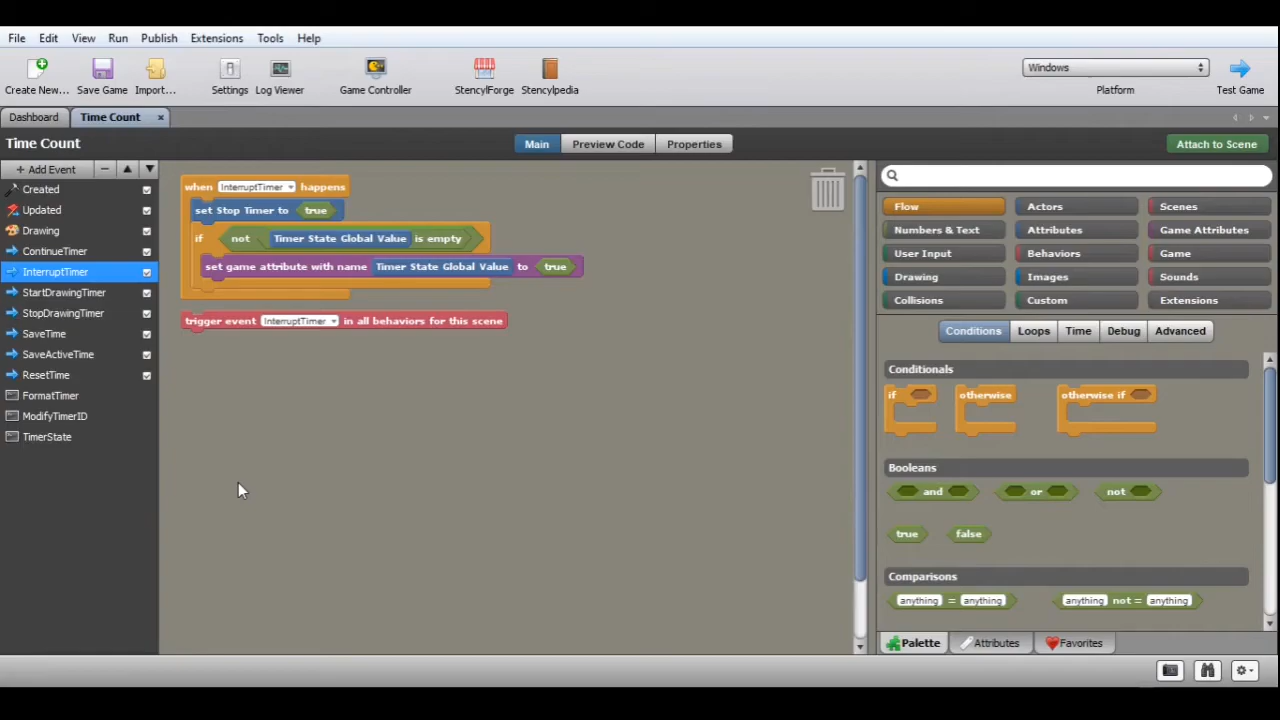 File Edit View Run Publish Extensions Tools Help
Create New... Save Game Import... Settings Log Viewer Game Controller StencylForge Stencylpedia Windows Platform Test Game
Dashboard Time Count
Time Count Main Preview Code Properties Attach to Scene
+ Add Event
Created
Updated
Drawing
ContinueTimer
InterruptTimer
StartDrawingTimer
StopDrawingTimer
SaveTime
SaveActiveTime
ResetTime
FormatTimer
ModifyTimerID
TimerState
when InterruptTimer happens
set Stop Timer to true
if not Timer State Global Value is empty
set game attribute with name Timer State Global Value to true
trigger event InterruptTimer in all behaviors for this scene
Flow Actors Scenes
Numbers & Text Attributes Game Attributes
User Input Behaviors Game
Drawing Images Sounds
Collisions Custom Extensions
Conditions Loops Time Debug Advanced
Conditionals
if otherwise otherwise if
Booleans
and or not
true false
Comparisons
anything = anything anything not = anything
Palette Attributes Favorites